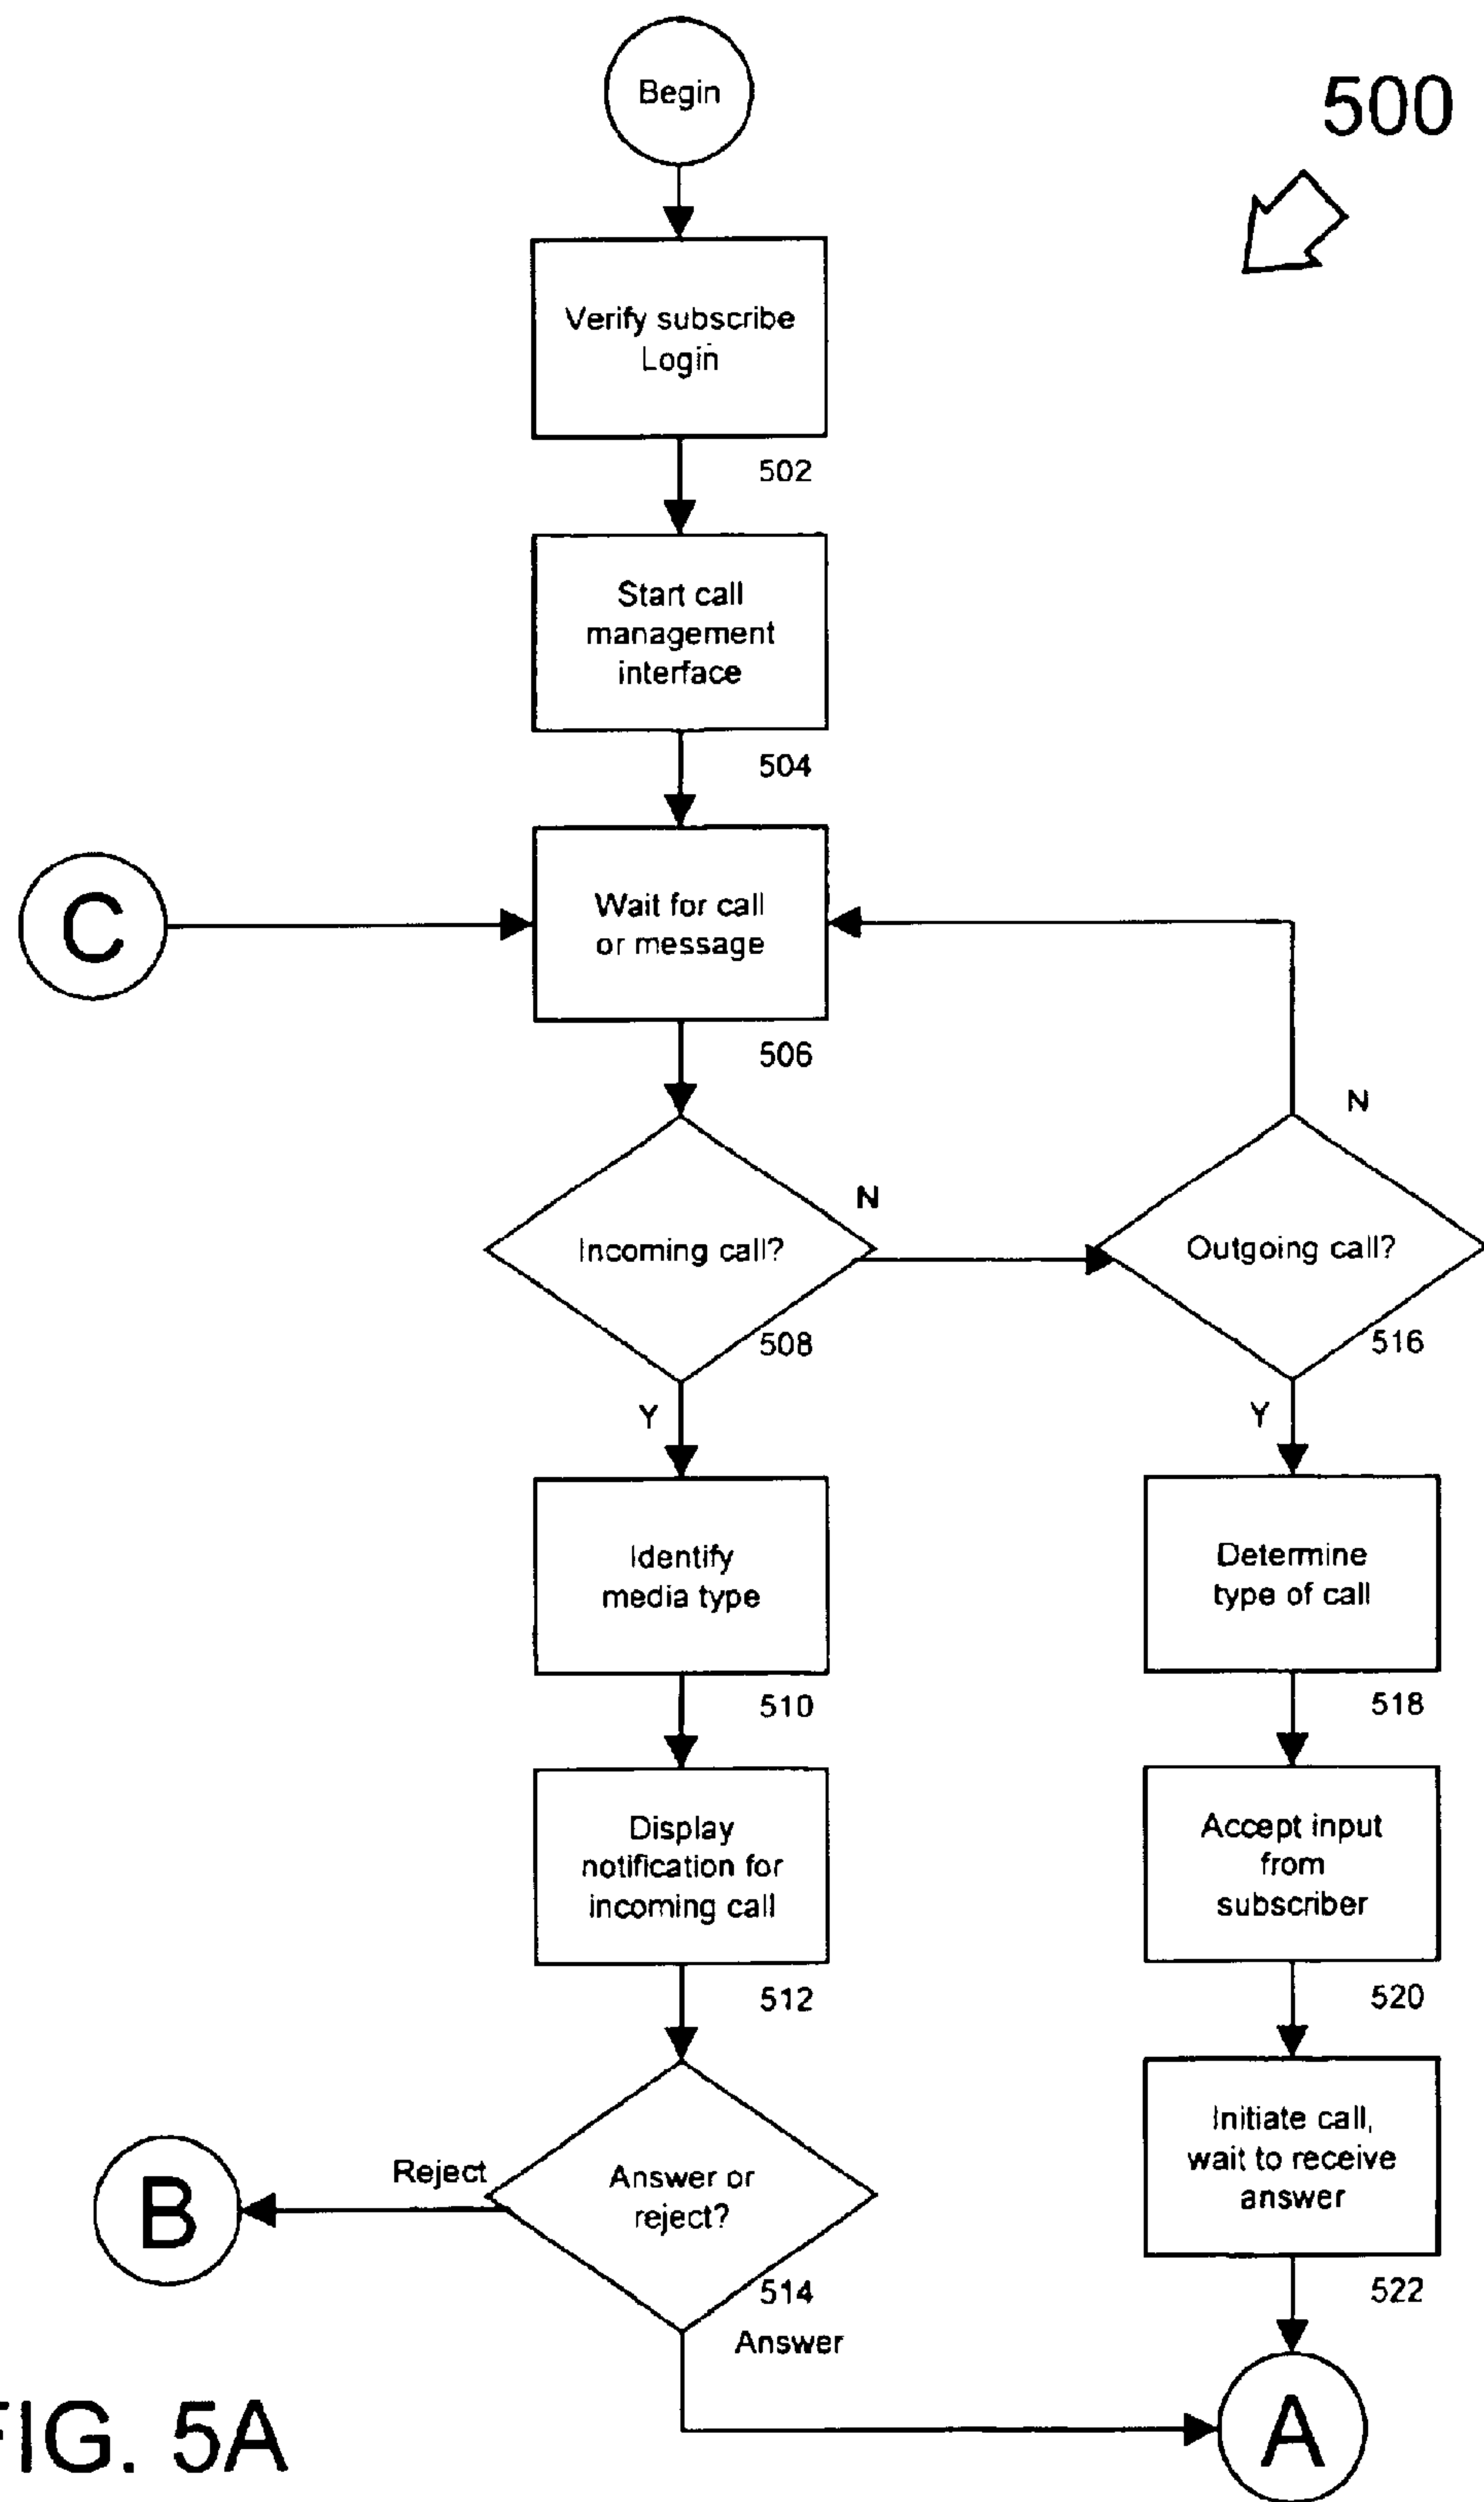 Begin
500
Verify subscribe
Login
502
Start call
management
interface
504
C
Wait for call
or message
506
N
Incoming call?
N
Outgoing call?
508
516
Y
Y
Identify
media type
Determine
type of call
510
518
Display
notification for
incoming call
Accept input
from
subscriber
512
520
Initiate call,
wait to receive
answer
B
Reject
Answer or
reject?
514
Answer
522
A
FIG. 5A